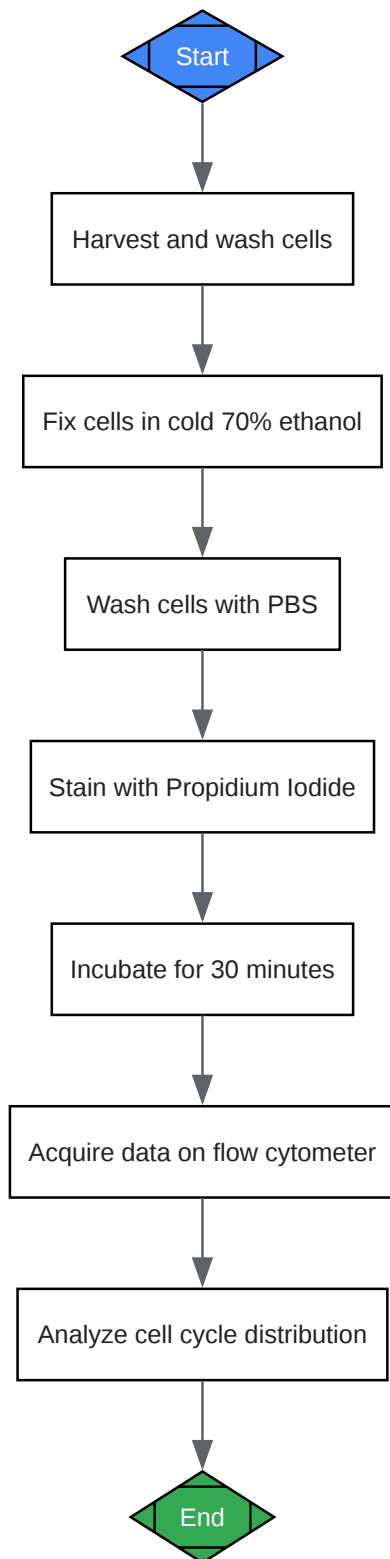 Start
Harvest and wash cells
Fix cells in cold 70% ethanol
Wash cells with PBS
Stain with Propidium Iodide
Incubate for 30 minutes
Acquire data on flow cytometer
Analyze cell cycle distribution
End